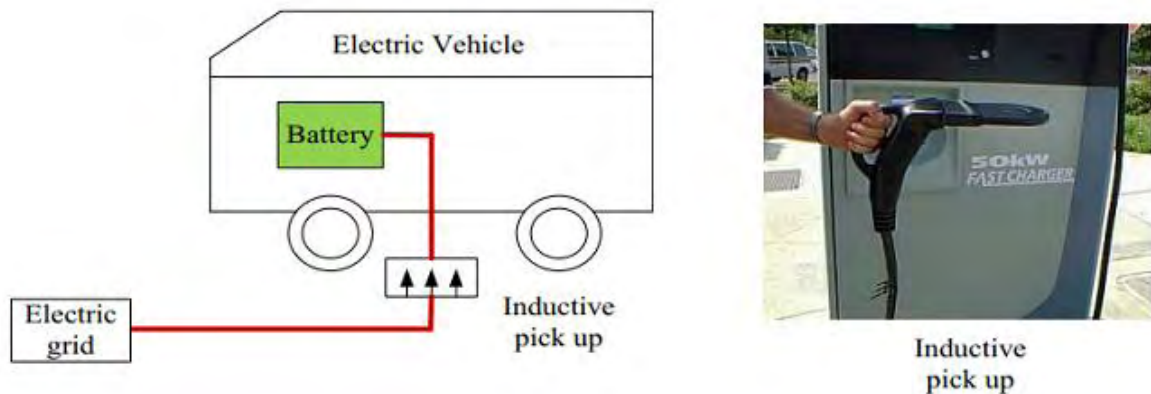 Electric Vehicle
Battery
Electric
grid
Inductive
pick up
50kW
FAST CHARGER
Inductive
pick up